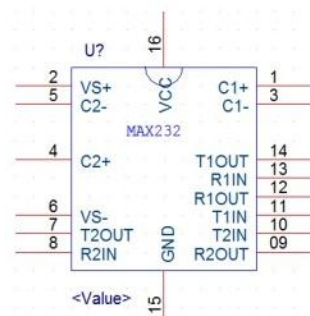 U?
16
2 VS+ VCC C1+ 1
5 C2- C1- 3
MAX232
4 C2+ T1OUT 14
R1IN 13
R1OUT 12
6 VS- T1IN 11
7 T2OUT T2IN 10
8 R2IN GND R2OUT 09
<Value>
15